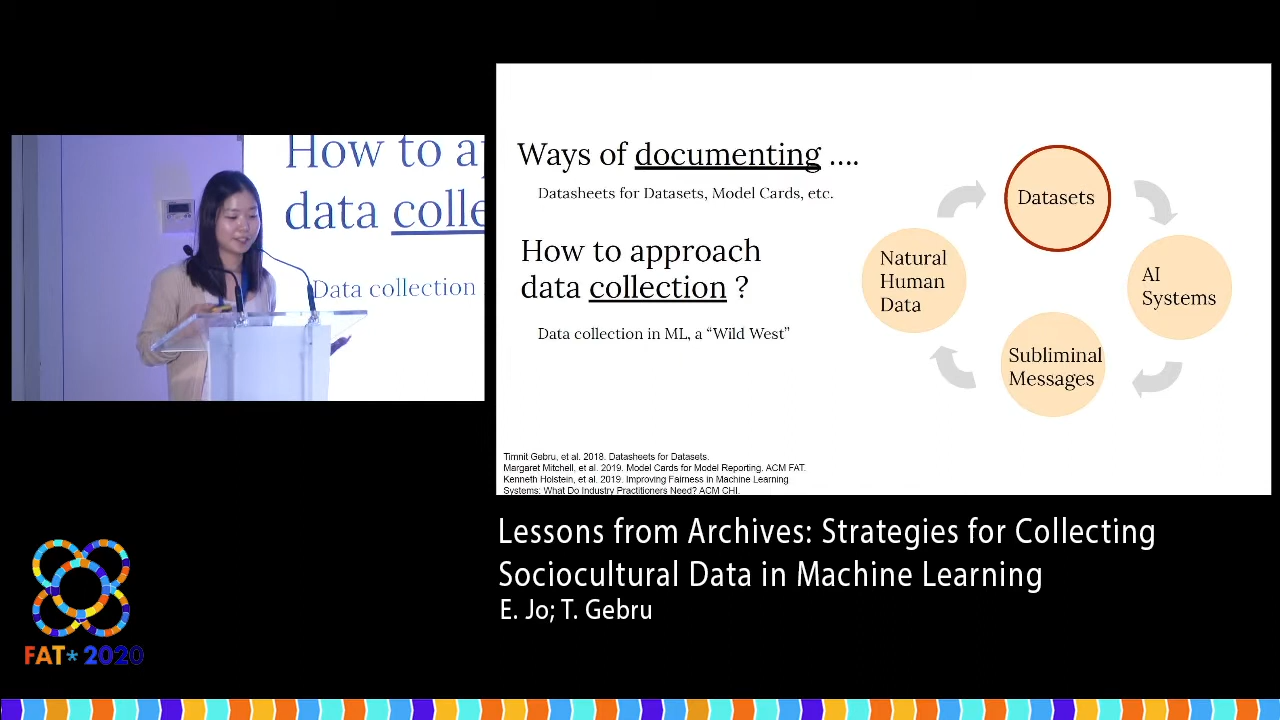 How to a
data colle
Data collection
Ways of documenting ....
Datasheets for Datasets, Model Cards, etc.
How to approach
data collection ?
Data collection in ML, a “Wild West”
Datasets
AI
Systems
Subliminal
Messages
Natural
Human
Data
Timnit Gebru, et al. 2018. Datasheets for Datasets.
Margaret Mitchell, et al. 2019. Model Cards for Model Reporting. ACM FAT.
Kenneth Holstein, et al. 2019. Improving Fairness in Machine Learning
Systems: What Do Industry Practitioners Need? ACM CHI.
Lessons from Archives: Strategies for Collecting
Sociocultural Data in Machine Learning
E. Jo; T. Gebru
FAT* 2020